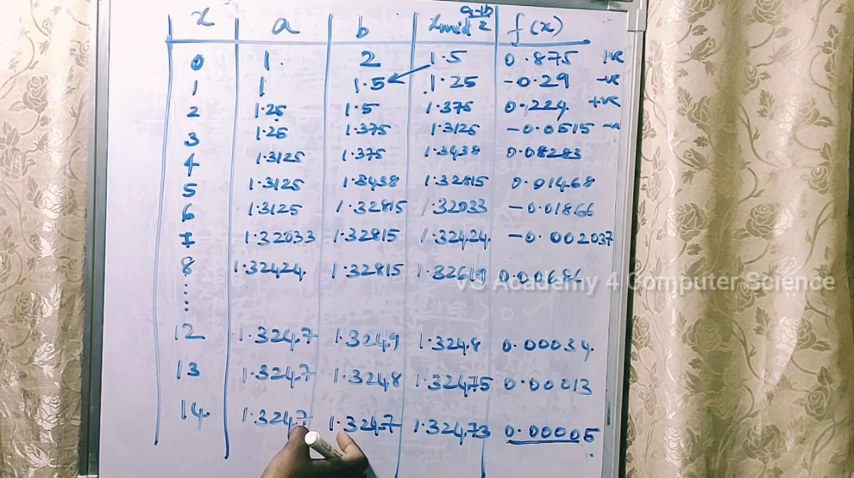 x a b xmid a+b/2 f(x)
0 1. 2 1.5 0.875 +ve
1 1 1.5 1.25 -0.29 -ve
2 1.25 1.5 1.375 0.224 +ve
3 1.25 1.375 1.3125 -0.0515 -ve
4 1.3125 1.375 1.3438 0.08283
5 1.3125 1.3438 1.32815 0.01468
6 1.3125 1.32815 1.32033 -0.01866
7 1.32033 1.32815 1.32424 -0.002037
8 1.32424 1.32815 1.32619 0.00686
VS Academy 4 Computer Science
12 1.3247 1.3249 1.3248 0.00034
13 1.3247 1.3248 1.32475 0.00013
14. 1.3247 1.3247 1.32473 0.00005